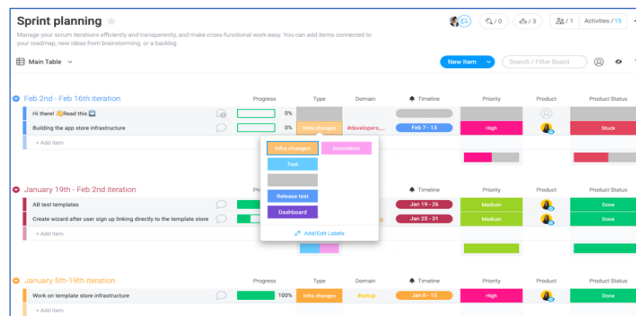 Sprint planning
/ 0 / 3 / 1 Activities / 15
Manage your scrum iterations efficiently and transparently, and make cross-functional work easy. You can add items connected to
your roadmap, new ideas from brainstorming, or a backlog.
Main Table New Item Search / Filter Board
Feb 2nd - Feb 16th iteration Progress Type Domain Timeline Priority Product Product Status
Hi there! Read this 0%
Building the app store infrastructure 0% Infra changes #developers_... Feb 7 - 13 High Stuck
+ Add Item
Infra changes Innovation
Test
Release test
Dashboard
Add/Edit Labels
January 19th - Feb 2nd iteration Timeline Priority Product Product Status
AB test templates Jan 19 - 26 Medium Done
Create wizard after user sign up linking directly to the template store Jan 25 - 31 Medium Done
+ Add Item
January 5th-19th iteration Progress Type Domain Timeline Priority Product Product Status
Work on template store infrastructure 100% Infra changes #setup Jan 8 - 13 High Done
+ Add Item